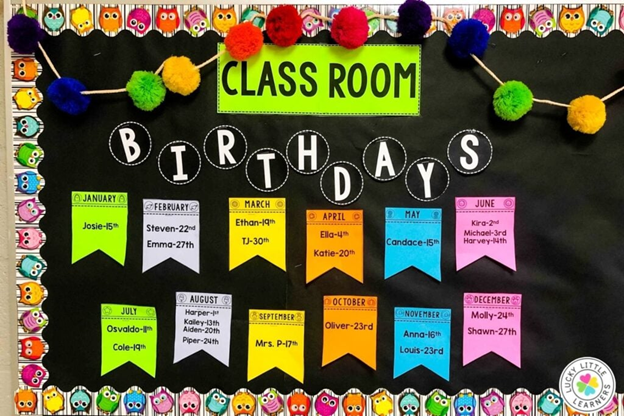 CLASS ROOM
BIRTHDAYS
JANUARY
Josie-15th
FEBRUARY
Steven-22nd
Emma-27th
MARCH
Ethan-19th
TJ-30th
APRIL
Ella-4th
Katie-20th
MAY
Candace-15th
JUNE
Kira-2nd
Michael-3rd
Harvey-14th
JULY
Osvaldo-11th
Cole-19th
AUGUST
Harper-1st
Kailey-13th
Aiden-20th
Piper-24th
SEPTEMBER
Mrs. P-17th
OCTOBER
Oliver-23rd
NOVEMBER
Anna-16th
Louis-23rd
DECEMBER
Molly-24th
Shawn-27th
LUCKY LITTLE
LEARNERS